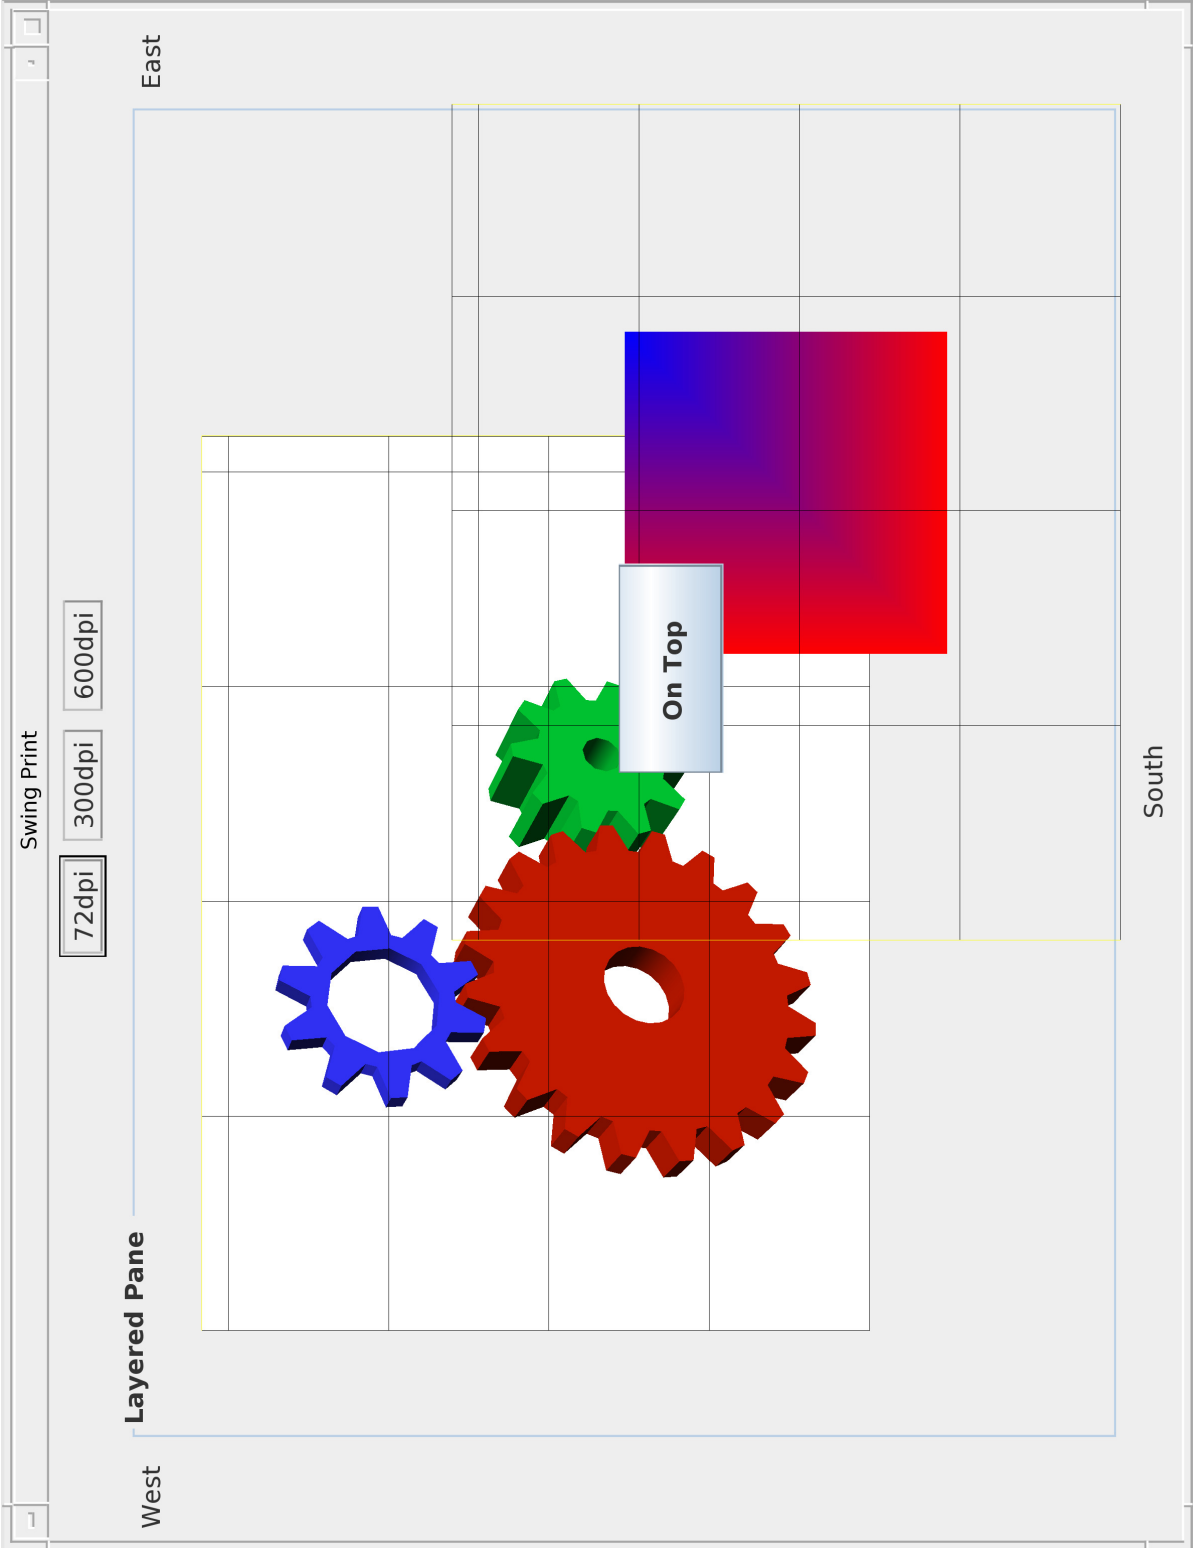 Swing Print
72dpi
300dpi
600dpi
West
Layered Pane
East
On Top
South